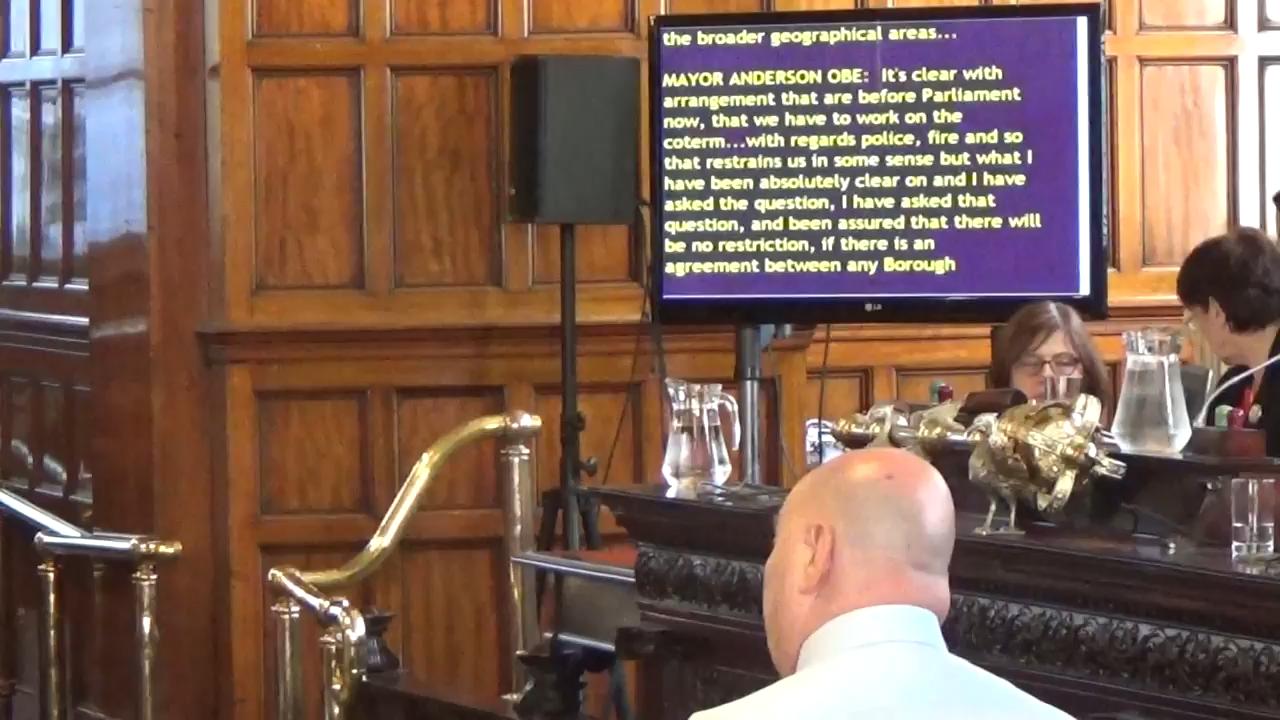 the broader geographical areas...
MAYOR ANDERSON OBE: It's clear with
arrangement that are before Parliament
now, that we have to work on the
coterm...with regards police, fire and so
that restrains us in some sense but what I
have been absolutely clear on and I have
asked the question, I have asked that
question, and been assured that there will
be no restriction, if there is an
agreement between any Borough
LG